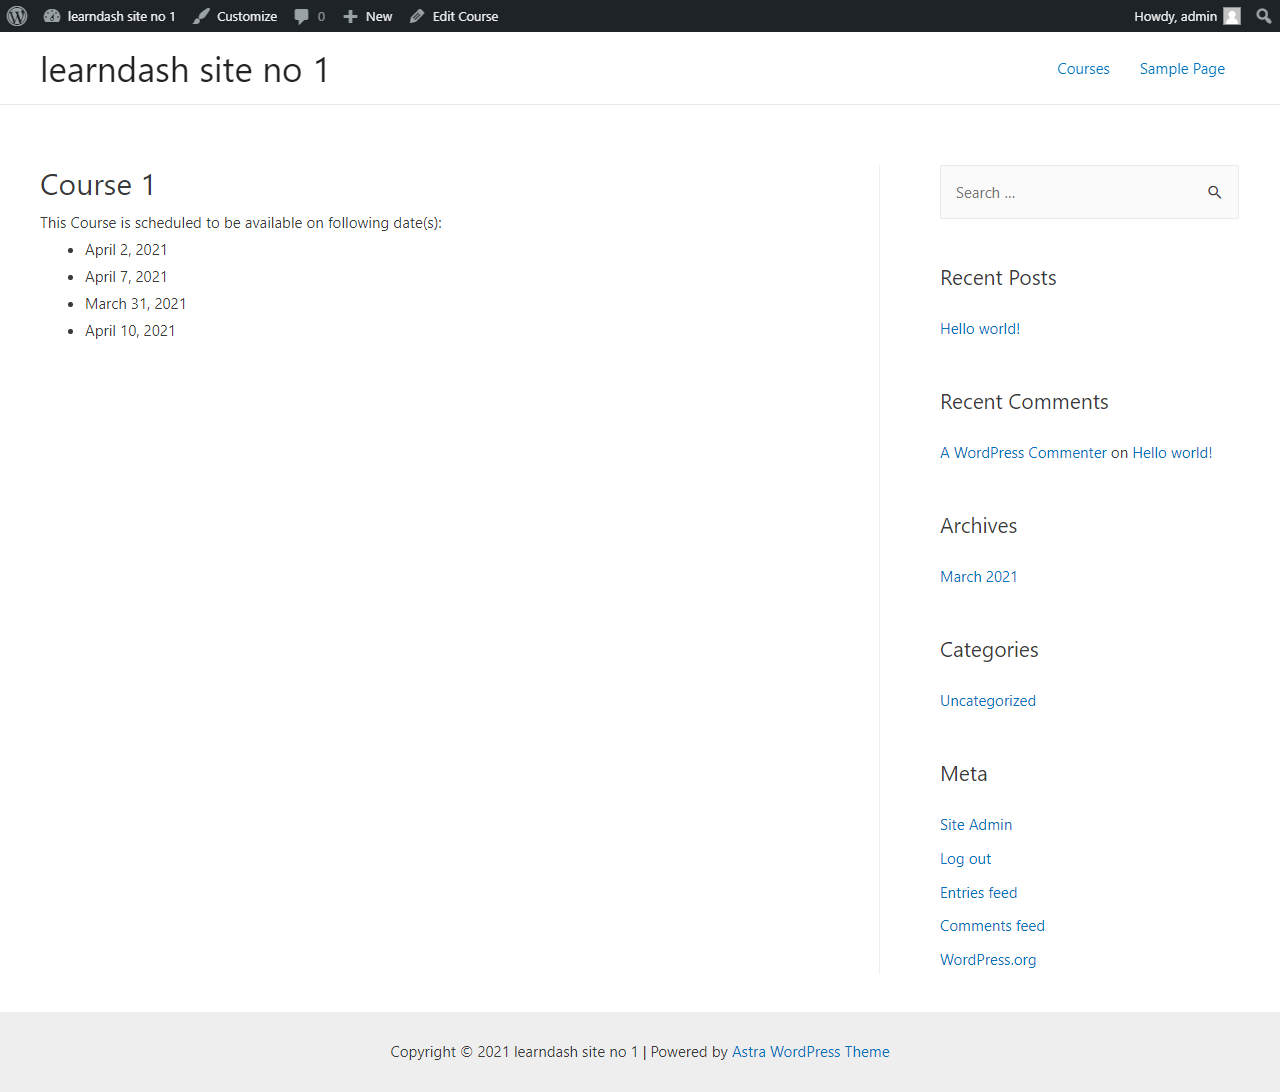 learndash site no 1 Customize 0 New Edit Course Howdy, admin
learndash site no 1
Courses Sample Page
Course 1
This Course is scheduled to be available on following date(s):
April 2, 2021
April 7, 2021
March 31, 2021
April 10, 2021
Search ...
Recent Posts
Hello world!
Recent Comments
A WordPress Commenter on Hello world!
Archives
March 2021
Categories
Uncategorized
Meta
Site Admin
Log out
Entries feed
Comments feed
WordPress.org
Copyright © 2021 learndash site no 1 | Powered by Astra WordPress Theme